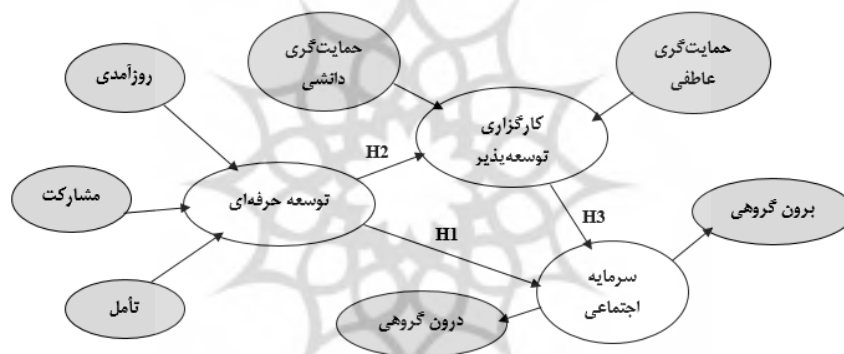 حمایت‌گری
عاطفی
حمایت‌گری
دانشی
روزآمدی
کارگزاری
توسعه‌پذیر
H2
مشارکت
توسعه حرفه‌ای
برون گروهی
H3
H1
سرمایه
اجتماعی
تأمل
درون گروهی